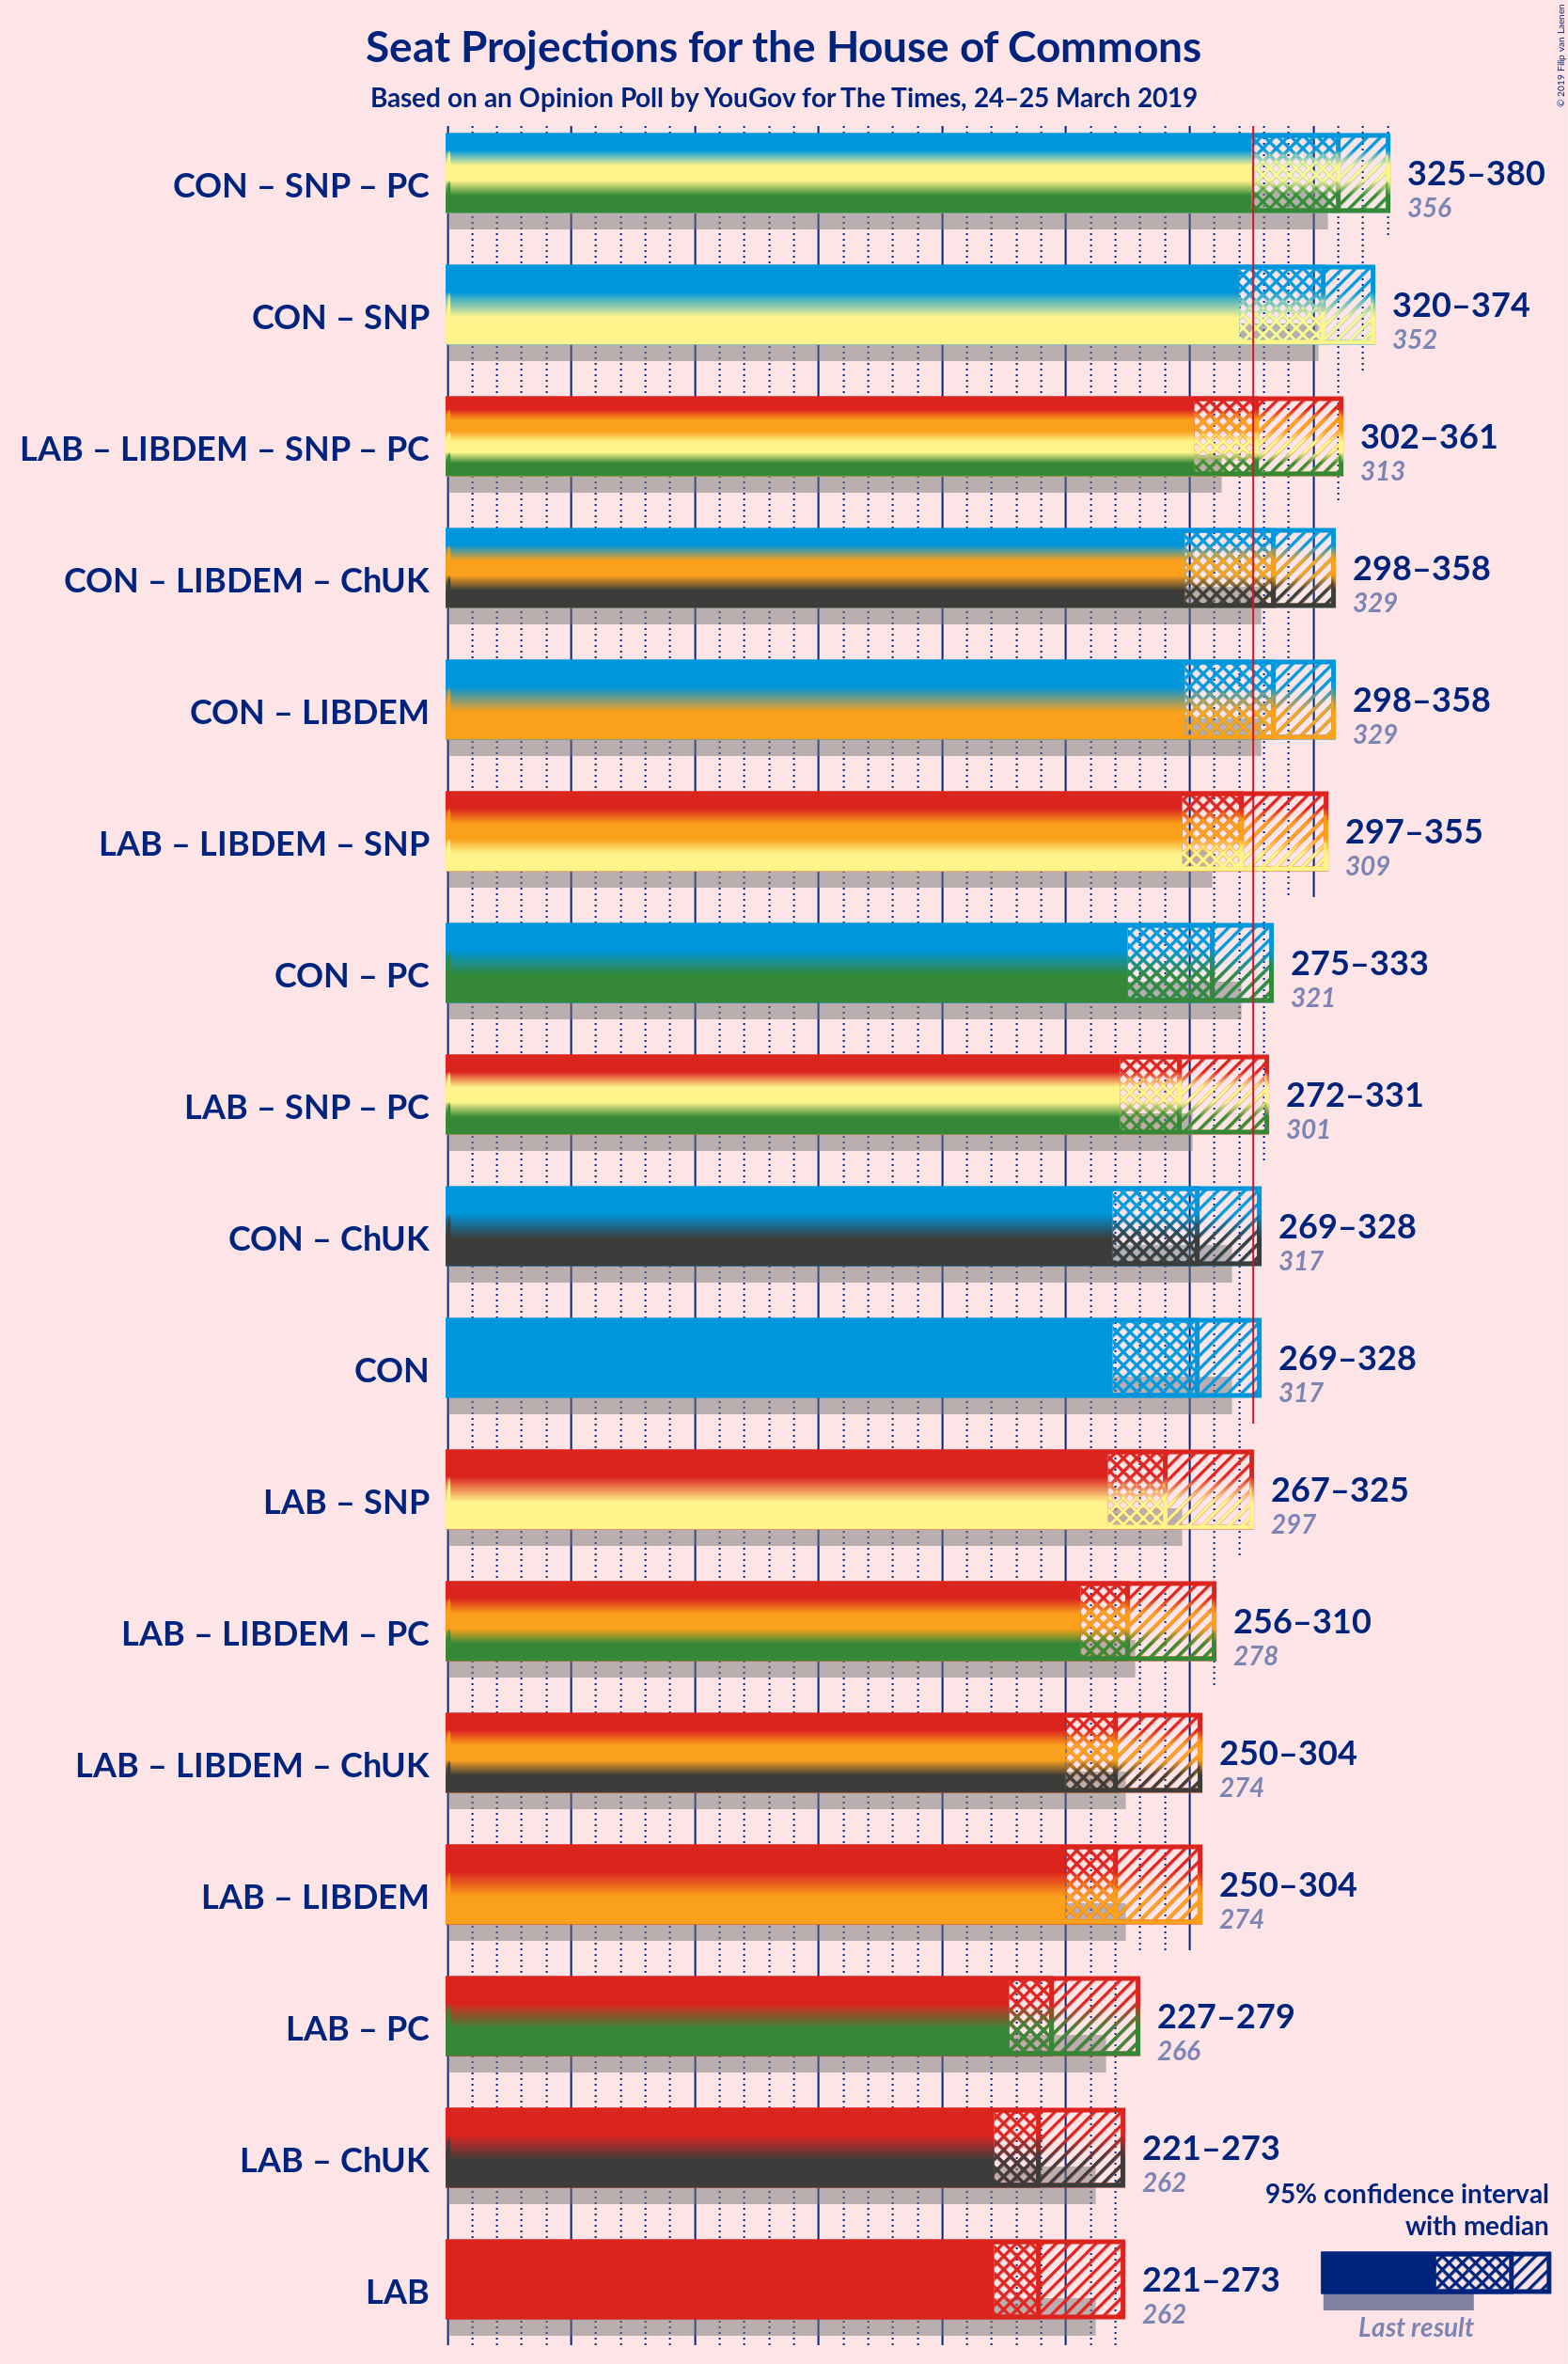 Seat Projections for the House of Commons
Based on an Opinion Poll by YouGov for The Times, 24–25 March 2019
© 2019 Filip van Laenen
CON – SNP – PC
325–380
356
CON – SNP
320–374
352
LAB – LIBDEM – SNP – PC
302–361
313
CON – LIBDEM – ChUK
298–358
329
CON – LIBDEM
298–358
329
LAB – LIBDEM – SNP
297–355
309
CON – PC
275–333
321
LAB – SNP – PC
272–331
301
CON – ChUK
269–328
317
CON
269–328
317
LAB – SNP
267–325
297
LAB – LIBDEM – PC
256–310
278
LAB – LIBDEM – ChUK
250–304
274
LAB – LIBDEM
250–304
274
LAB – PC
227–279
266
LAB – ChUK
221–273
262
LAB
221–273
262
95% confidence interval
with median
Last result